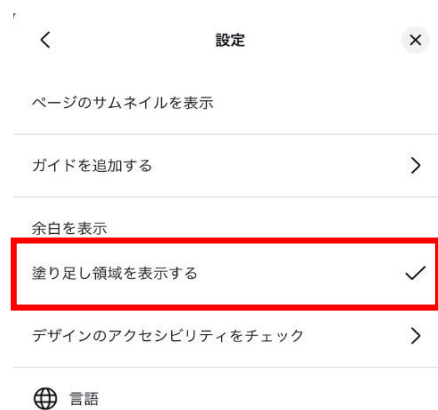 設定
ページのサムネイルを表示
ガイドを追加する
余白を表示
塗り足し領域を表示する
デザインのアクセシビリティをチェック
言語